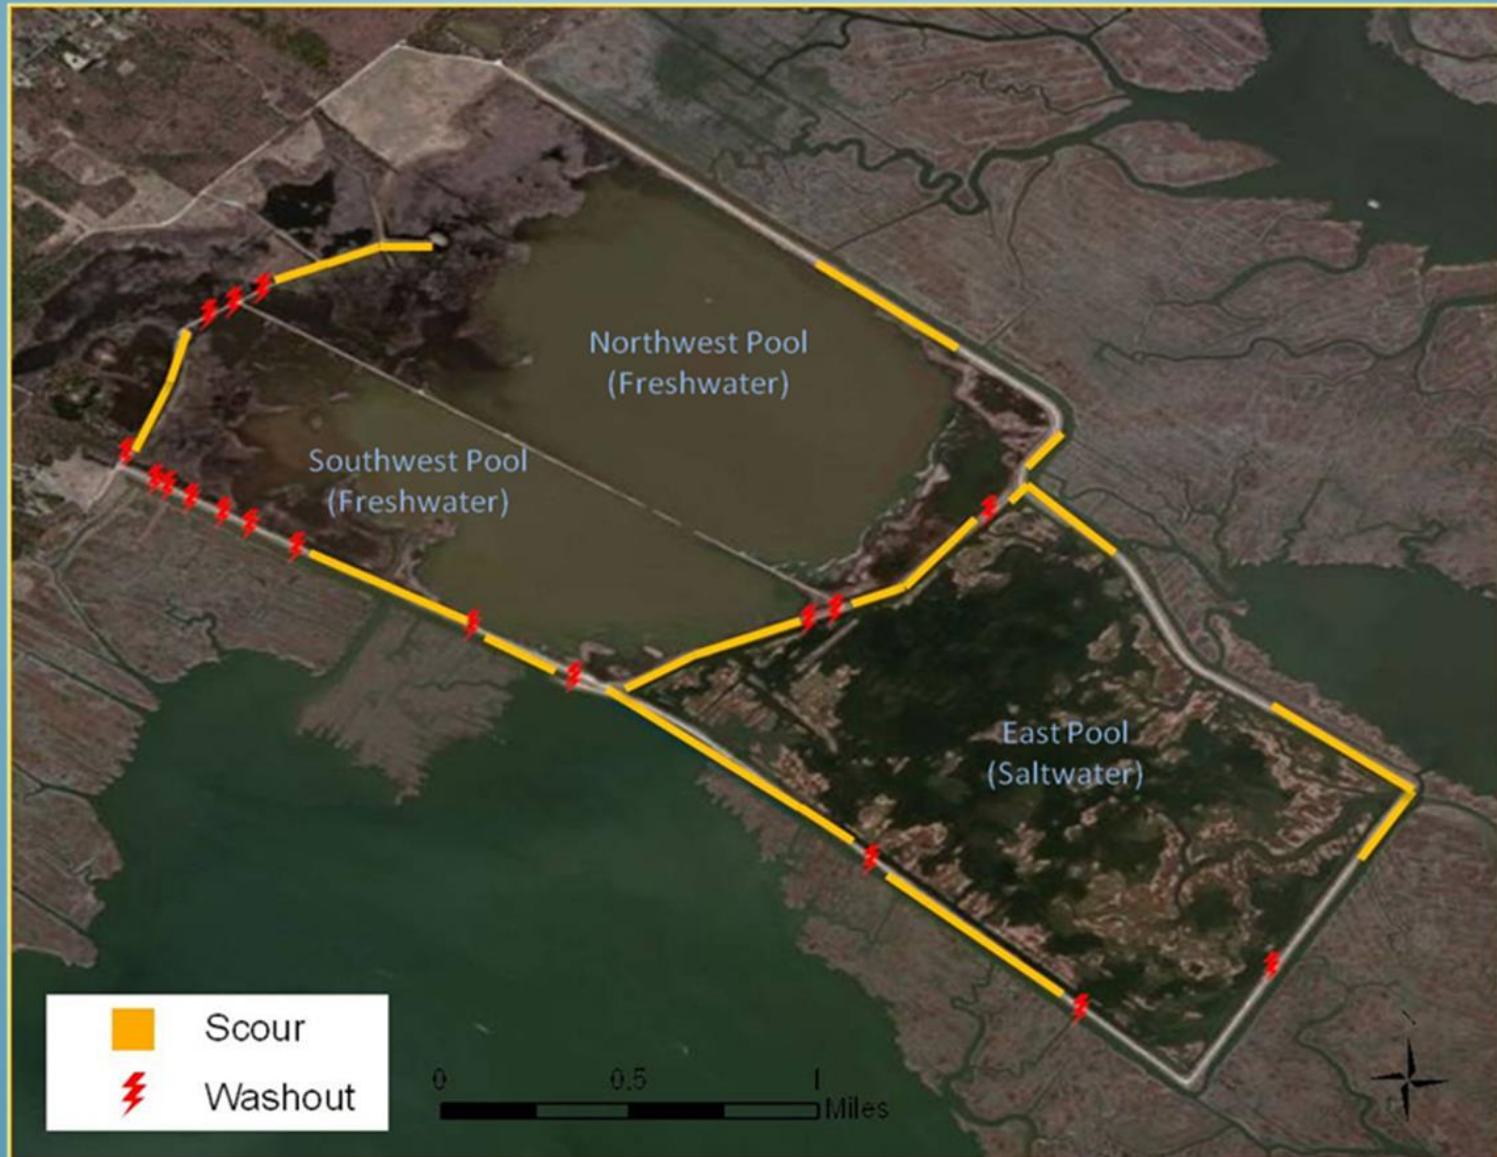 Northwest Pool
(Freshwater)
Southwest Pool
(Freshwater)
East Pool
(Saltwater)
Scour
Washout
0 0.5 1
Miles